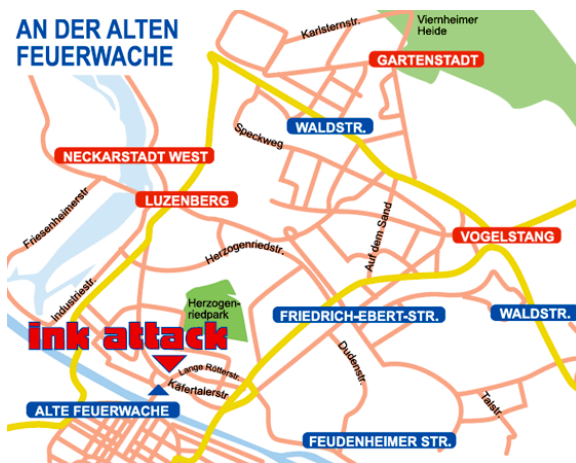 AN DER ALTEN
FEUERWACHE
Karlsternstr.
Viernheimer
Heide
GARTENSTADT
WALDSTR.
Speckweg
NECKARSTADT WEST
LUZENBERG
Friesenheimerstr
Herzogenriedstr.
Auf dem Sand
VOGELSTANG
Industriestr.
Herzogen-
riedpark
FRIEDRICH-EBERT-STR.
WALDSTR.
ink attack
Lange Rötterstr.
Käfertalerstr
Dudenstr.
Talstr.
ALTE FEUERWACHE
FEUDENHEIMER STR.